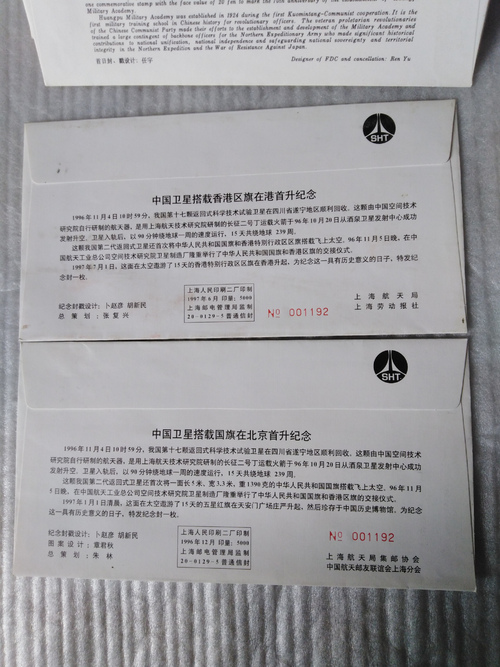 one commemoration stamp with the face value of 20 fen to mark the 70th anniversary of the establishment of
Military Academy.
Huangpu Military Academy was established in 1924 during the first Kuomintang-Communist cooperation. It is the
first military training school in Chinese history for revolutionary officers. The veteran proletarian revolutionaries
of the Chinese Communist Party made their efforts to the establishment and development of the Military Academy and
trained a large contingent of backbone officers for the Northern Expeditionary Army who made significant historical
contributions to national unification, national independence and safeguarding national sovereignty and territorial
integrity in the Northern Expedition and the War of Resistance Against Japan.
首日封、戳设计：任宇
Designer of FDC and cancellation: Ren Yu
SHT
中国卫星搭载香港区旗在港首升纪念
1996年11月4日10时59分，我国第十七颗返回式科学技术试验卫星在四川省遂宁地区顺利回收。这颗由中国空间技术
研究院自行研制的航天器，是用上海航天技术研究院研制的长征二号丁运载火箭于96年10月20日从酒泉卫星发射中心成功
发射升空。卫星入轨后，以90分钟绕地球一周的速度运行，15天共绕地球 239周。
这颗我国第二代返回式卫星还首次将中华人民共和国国旗和香港特别行政区区旗搭载飞上太空。96年11月5日晚，在中
国航天工业总公司空间技术研究院卫星制造厂隆重举行了中华人民共和国国旗和香港特别行政区区旗的交接仪式。
1997年7月1日，这面在太空遨游了15天的香港特别行政区区旗在香港升起，为纪念这一具有历史意义的日子，特发纪
念封一枚。
纪念封戳设计：卜赵彦 胡新民
总 策 划：张 复 兴
上海人民印刷二厂印制
1997年6月 印量：5000
上海邮电管理局监制
20-0129-5普通信封
No 001192
上 海 航 天 局
上 海 劳 动 报 社
SHT
中国卫星搭载国旗在北京首升纪念
1996年11月4日10时59分，我国第十七颗返回式科学技术试验卫星在四川省遂宁地区顺利回收。这颗由中国空间技术
研究院自行研制的航天器，是用上海航天技术研究院研制的长征二号丁运载火箭于96年10月20日从酒泉卫星发射中心成功
发射升空。卫星入轨后，以90分钟绕地球一周的速度运行，15天共绕地球 239周。
这颗我国第二代返回式卫星还首次将一面长5米、宽3.3米、重1390克的中华人民共和国国旗搭载飞上太空。96年11
月5日晚，在中国航天工业总公司空间技术研究院卫星制造厂隆重举行了中华人民共和国国旗和香港区旗的交接仪式。
1997年1月1日清晨，这面在太空遨游了15天的五星红旗在天安门广场庄严升起，然后珍存于中国历史博物馆。为纪念
这一具有历史意义的日子，特发纪念封一枚。
纪念封戳设计：卜赵彦 胡新民
图 案 设 计：章君秋
总 策 划：朱 林
上海人民印刷二厂印制
1996年12月 印量：5000
上海邮电管理局监制
20-0129-5普通信封
No 001192
上海航天局集邮协会
中国航天邮友联谊会上海分会